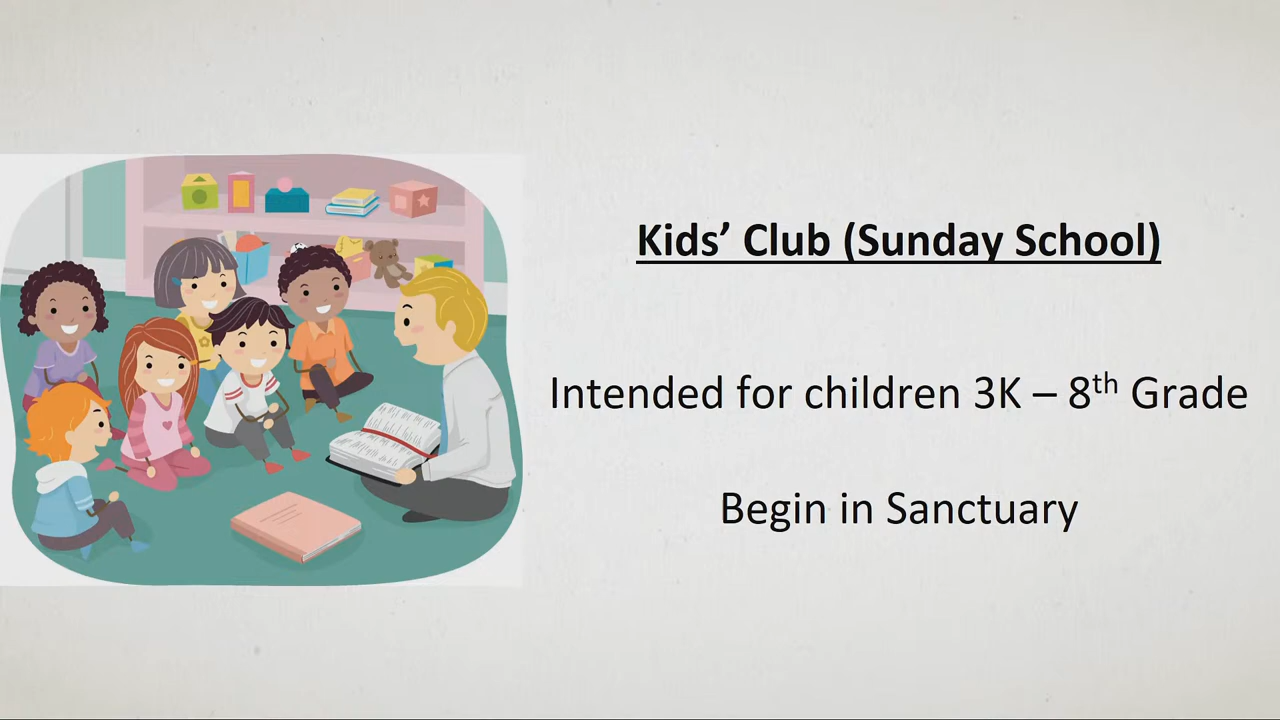 Kids’ Club (Sunday School)
Intended for children 3K – 8th Grade
Begin in Sanctuary